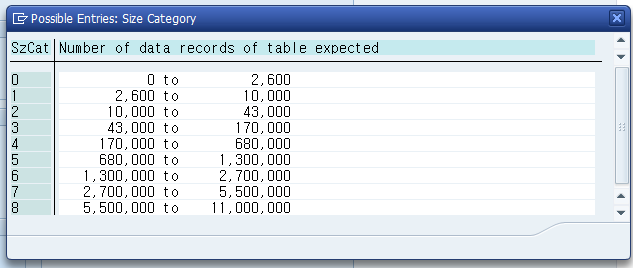 Possible Entries: Size Category
SzCat Number of data records of table expected
0 0 to 2,600
1 2,600 to 10,000
2 10,000 to 43,000
3 43,000 to 170,000
4 170,000 to 680,000
5 680,000 to 1,300,000
6 1,300,000 to 2,700,000
7 2,700,000 to 5,500,000
8 5,500,000 to 11,000,000